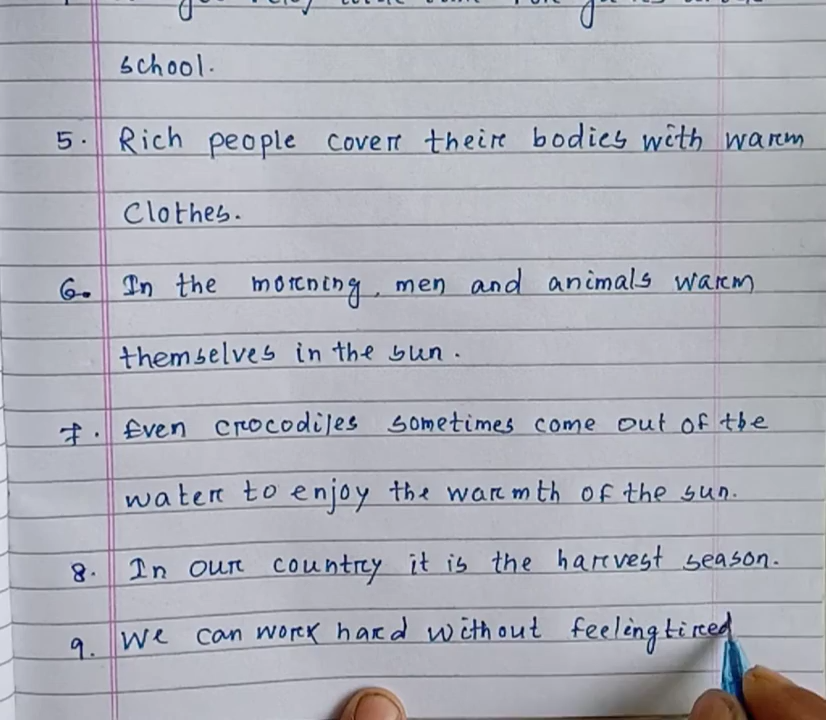 school.
5. Rich people cover their bodies with warm
Clothes.
6. In the morning, men and animals warm
themselves in the sun.
7. Even crocodiles sometimes come out of the
water to enjoy the warmth of the sun.
8. In our country it is the harvest season.
9. We can work hard without feeling tired